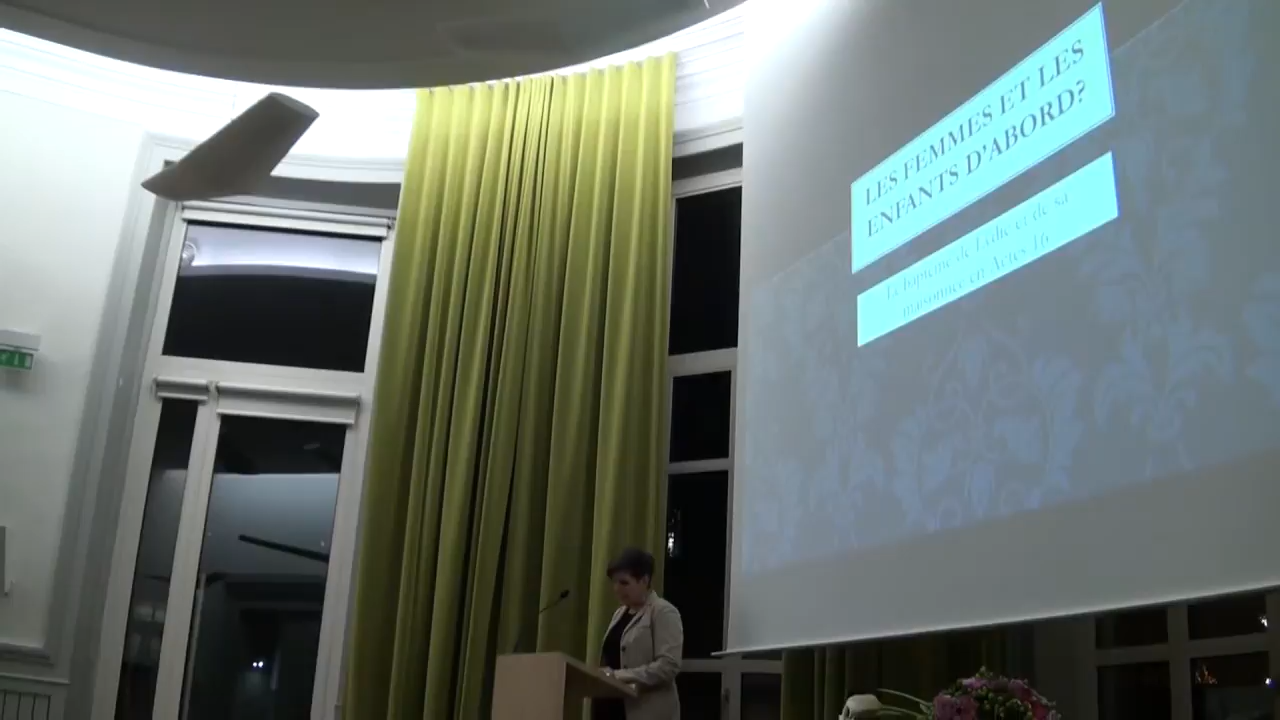 LES FEMMES ET LES
ENFANTS D'ABORD?
Le baptême de Lydie et de sa
maisonnée en Actes 16